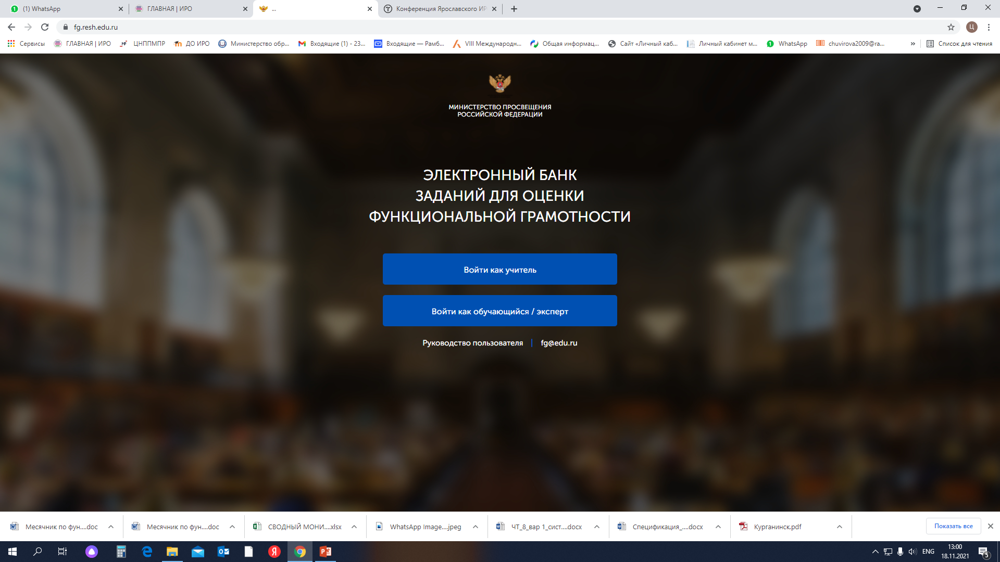 (1) WhatsApp
ГЛАВНАЯ | ИРО
...
Конференция Ярославского ИР
fg.resh.edu.ru
Ц
Сервисы
ГЛАВНАЯ | ИРО
ЦНППМПР
ДО ИРО
Министерство обр...
Входящие (1) - 23...
Входящие — Рамб...
VIII Международн...
Общая информац...
Сайт «Личный каб...
Личный кабинет м...
WhatsApp
chuvirova2009@ra...
»
Список для чтения
МИНИСТЕРСТВО ПРОСВЕЩЕНИЯ
РОССИЙСКОЙ ФЕДЕРАЦИИ
ЭЛЕКТРОННЫЙ БАНК
ЗАДАНИЙ ДЛЯ ОЦЕНКИ
ФУНКЦИОНАЛЬНОЙ ГРАМОТНОСТИ
Войти как учитель
Войти как обучающийся / эксперт
Руководство пользователя | fg@edu.ru
Месячник по фун....doc
Месячник по фун....doc
СВОДНЫЙ МОНИ....xlsx
WhatsApp Image....jpeg
ЧТ_8_вар 1_сист....docx
Спецификация_....docx
Курганинск.pdf
Показать все
ENG
13:00
18.11.2021
5